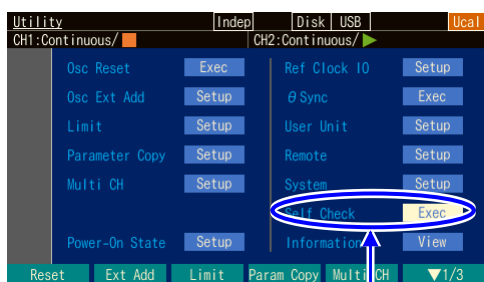 Utility Indep Disk USB Ucal
CH1:Continuous/ CH2:Continuous/
Osc Reset Exec Ref Clock IO Setup
Osc Ext Add Setup θ Sync Exec
Limit Setup User Unit Setup
Parameter Copy Setup Remote Setup
Multi CH Setup System Setup
Self Check Exec
Power-On State Setup Information View
Reset Ext Add Limit Param Copy Multi CH ▽1/3